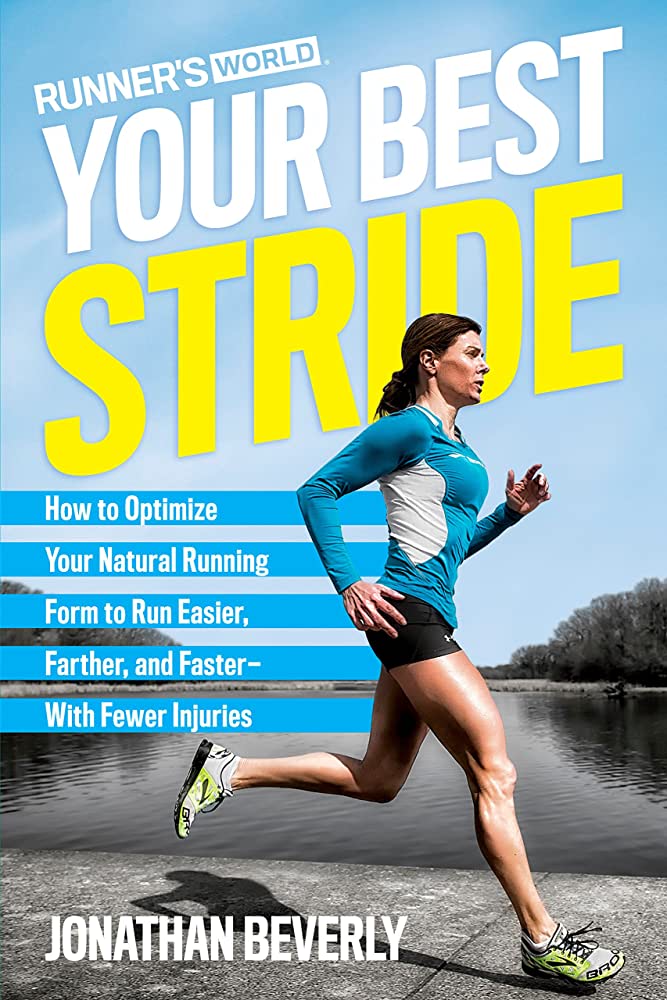 RUNNER'S WORLD®
YOUR BEST
STRIDE
How to Optimize
Your Natural Running
Form to Run Easier,
Farther, and Faster–
With Fewer Injuries
JONATHAN BEVERLY